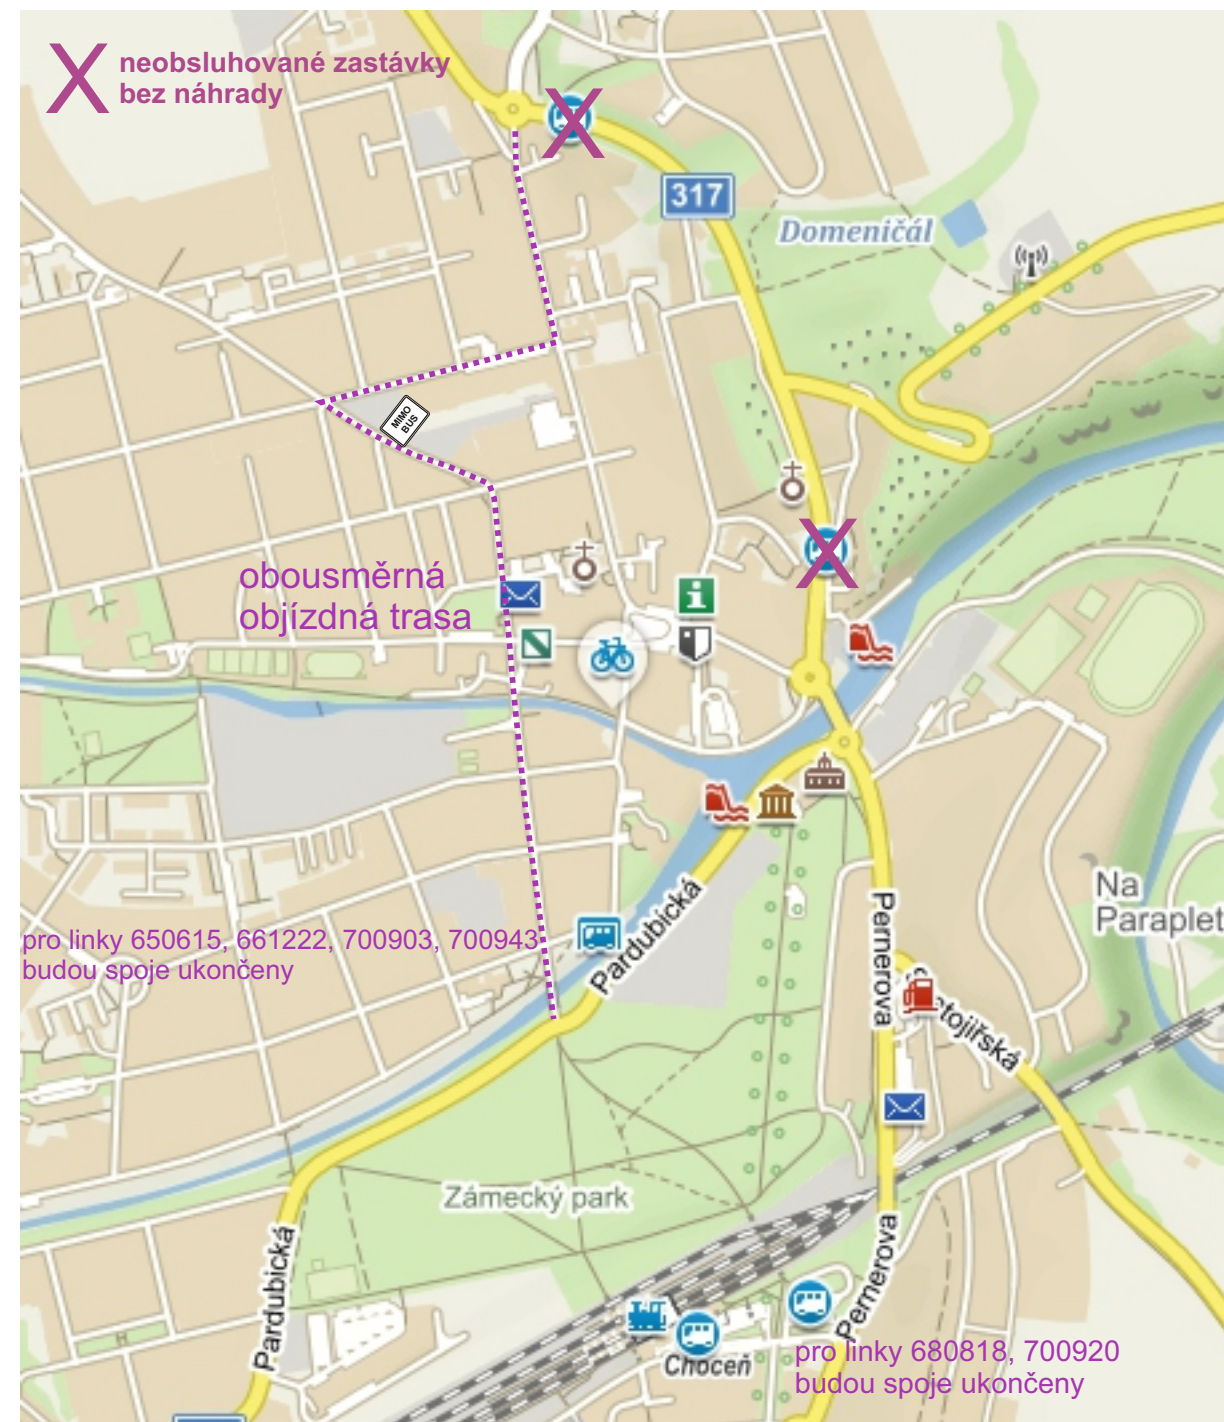 X neobsluhované zastávky
bez náhrady
X
317
Domeničál
MIMO
BUS
X
obousměrná
objízdná trasa
Na
Paraplet
Pardubická
Pernerova
pro linky 650615, 661222, 700903, 700943
budou spoje ukončeny
Zámecký park
Pardubická
Pernerova
Choceň
pro linky 680818, 700920
budou spoje ukončeny